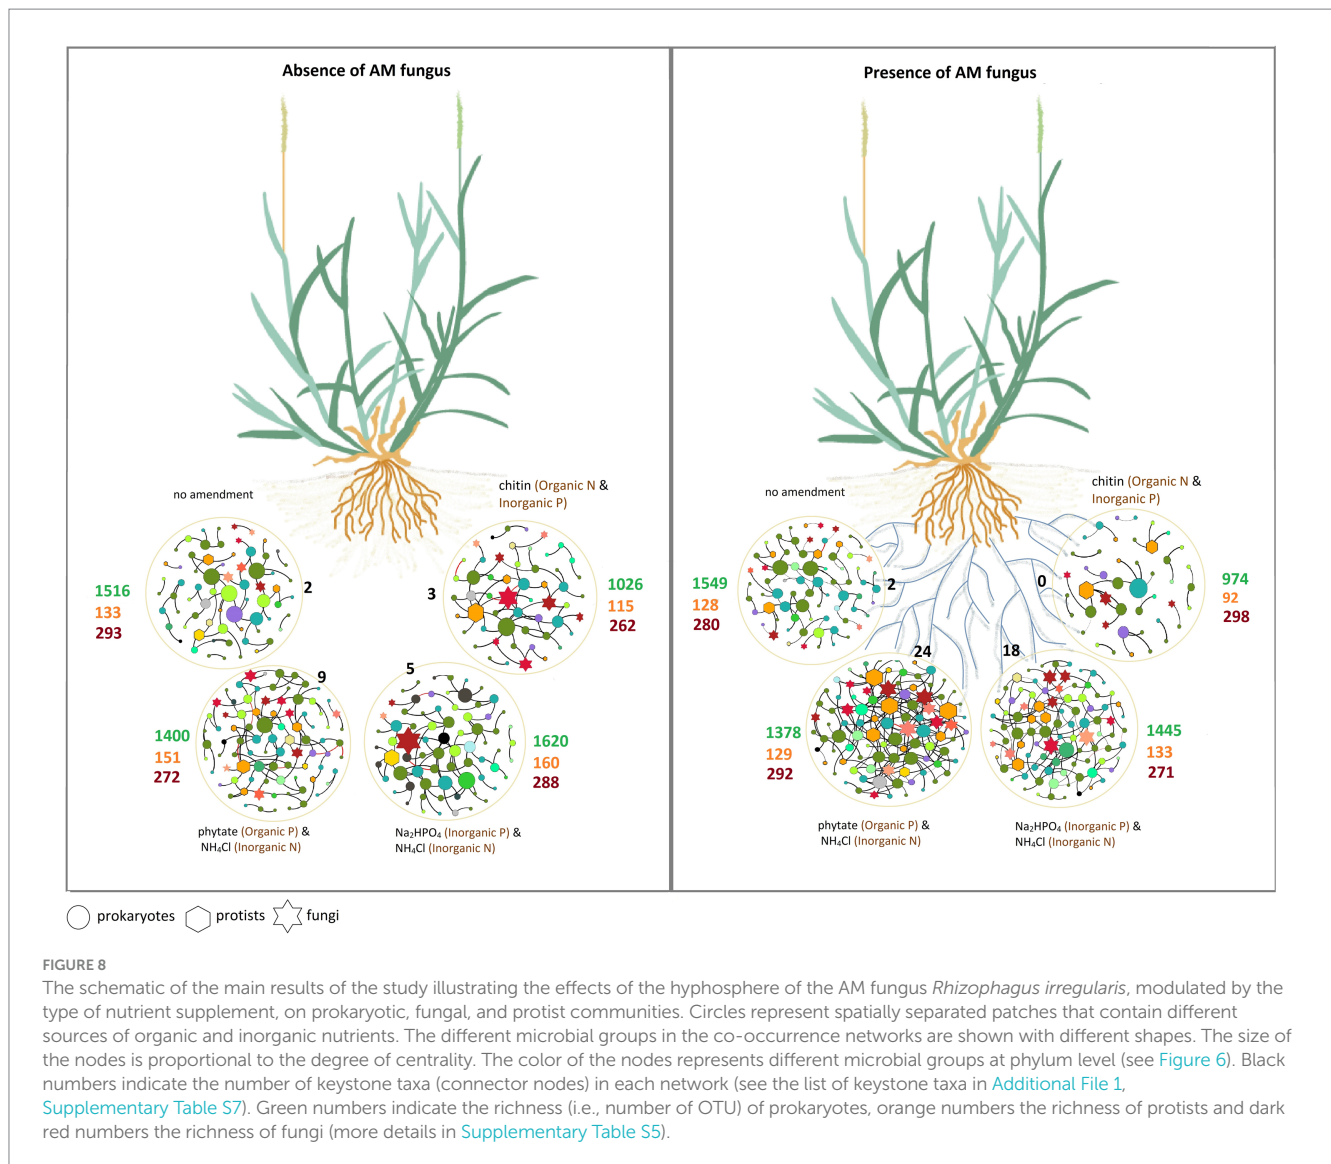 Absence of AM fungus
no amendment
chitin (Organic N &
Inorganic P)
1516
133
293
2
3
1026
115
262
9
5
1400
151
272
1620
160
288
phytate (Organic P) &
NH₄Cl (Inorganic N)
Na₂HPO₄ (Inorganic P) &
NH₄Cl (Inorganic N)
Presence of AM fungus
no amendment
chitin (Organic N &
Inorganic P)
1549
128
280
2
0
974
92
298
24
18
1378
129
292
1445
133
271
phytate (Organic P) &
NH₄Cl (Inorganic N)
Na₂HPO₄ (Inorganic P) &
NH₄Cl (Inorganic N)
prokaryotes protists fungi
FIGURE 8
The schematic of the main results of the study illustrating the effects of the hyphosphere of the AM fungus Rhizophagus irregularis, modulated by the
type of nutrient supplement, on prokaryotic, fungal, and protist communities. Circles represent spatially separated patches that contain different
sources of organic and inorganic nutrients. The different microbial groups in the co-occurrence networks are shown with different shapes. The size of
the nodes is proportional to the degree of centrality. The color of the nodes represents different microbial groups at phylum level (see Figure 6). Black
numbers indicate the number of keystone taxa (connector nodes) in each network (see the list of keystone taxa in Additional File 1,
Supplementary Table S7). Green numbers indicate the richness (i.e., number of OTU) of prokaryotes, orange numbers the richness of protists and dark
red numbers the richness of fungi (more details in Supplementary Table S5).